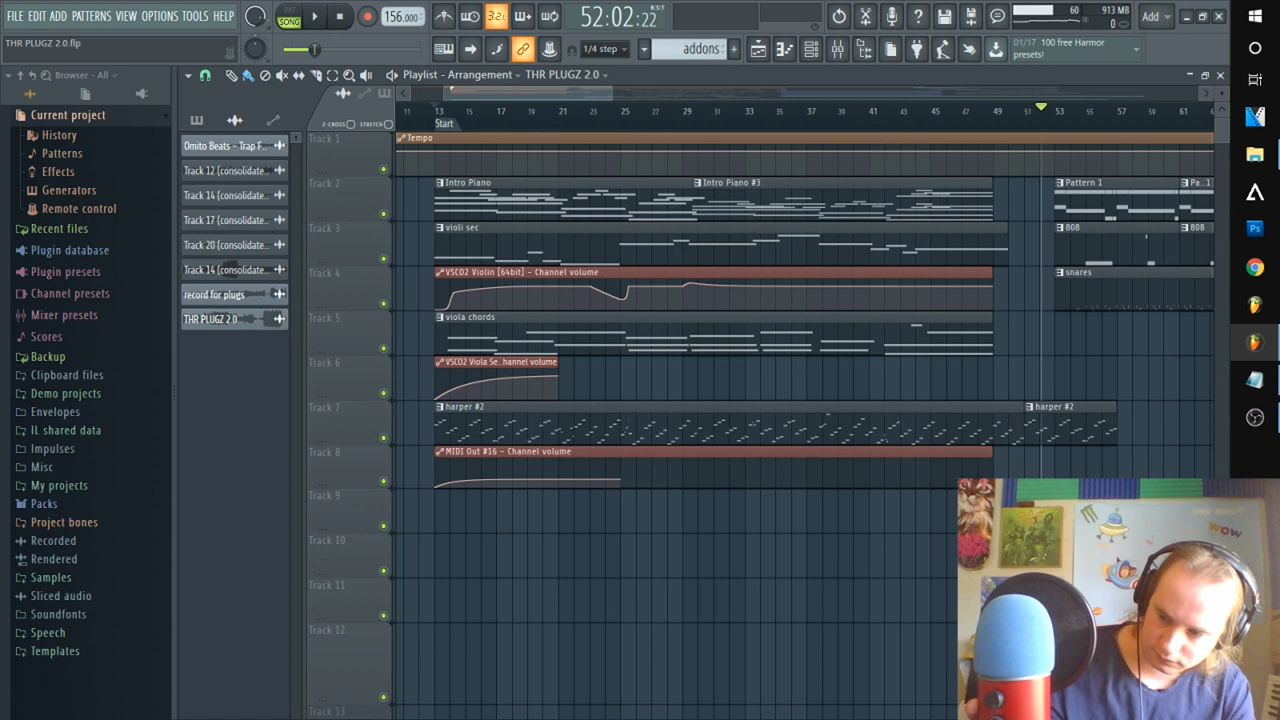 FILE EDIT ADD PATTERNS VIEW OPTIONS TOOLS HELP
THR PLUGZ 2.0.flp
PAT
SONG
156.000
3.2
52:02:22
B:S:T
60
913 MB
0
Add
1/4 step
addons
01/17 100 free Harmor
presets!
Browser - All
Playlist - Arrangement
THR PLUGZ 2.0
Current project
History
Patterns
Effects
Generators
Remote control
Recent files
Plugin database
Plugin presets
Channel presets
Mixer presets
Scores
Backup
Clipboard files
Demo projects
Envelopes
IL shared data
Impulses
Misc
My projects
Packs
Project bones
Recorded
Rendered
Samples
Sliced audio
Soundfonts
Speech
Templates
Omito Beats - Trap F..
Track 12 (consolidate..
Track 14 (consolidate..
Track 17 (consolidate..
Track 20 (consolidate..
Track 14 (consolidate..
record for plugs
THR PLUGZ 2.0
Z-CROSS
STRETCH
11 13 15 17 19 21 23 25 27 29 31 33 35 37 39 41 43 45 47 49 51 53 55 57 59 61
Start
Track 1
Tempo
Track 2
Intro Piano
Intro Piano #3
Pattern 1
Pa..1
Track 3
violi sec
808
808
Track 4
VSCO2 Violin [64bit] - Channel volume
snares
Track 5
viola chords
Track 6
VSCO2 Viola Se..hannel volume
Track 7
harper #2
harper #2
Track 8
MIDI Out #16 - Channel volume
Track 9
Track 10
Track 11
Track 12
Track 13
Ps
WOW